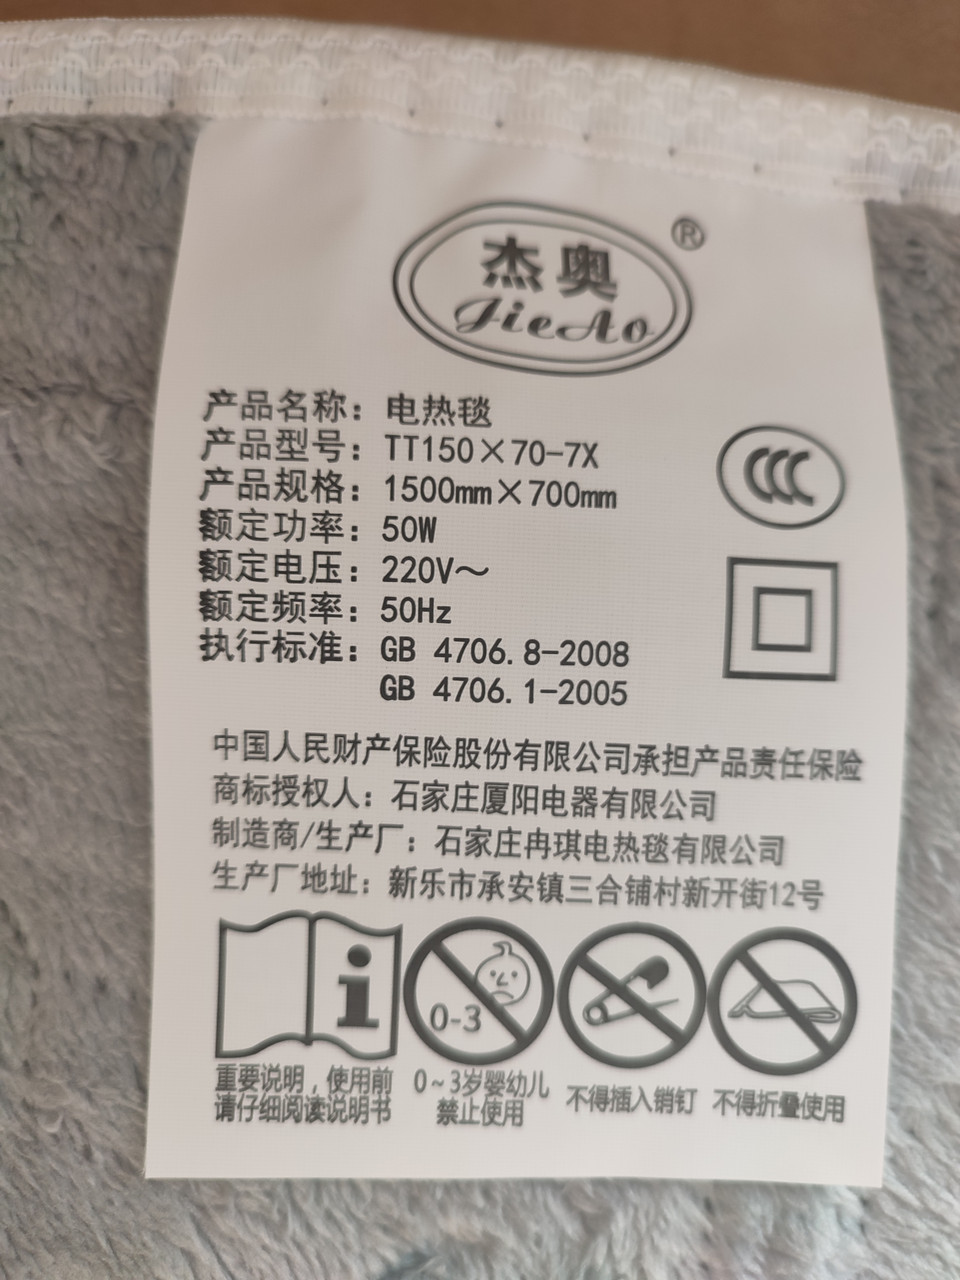 杰奥®
JieAo
产品名称：电热毯
产品型号：TT150×70-7X
产品规格：1500mm×700mm
额定功率：50W
额定电压：220V～
额定频率：50Hz
执行标准：GB 4706.8-2008
GB 4706.1-2005
中国人民财产保险股份有限公司承担产品责任保险
商标授权人：石家庄厦阳电器有限公司
制造商/生产厂：石家庄冉琪电热毯有限公司
生产厂地址：新乐市承安镇三合铺村新开街12号
0-3
重要说明，使用前
请仔细阅读说明书
0～3岁婴幼儿
禁止使用
不得插入销钉
不得折叠使用